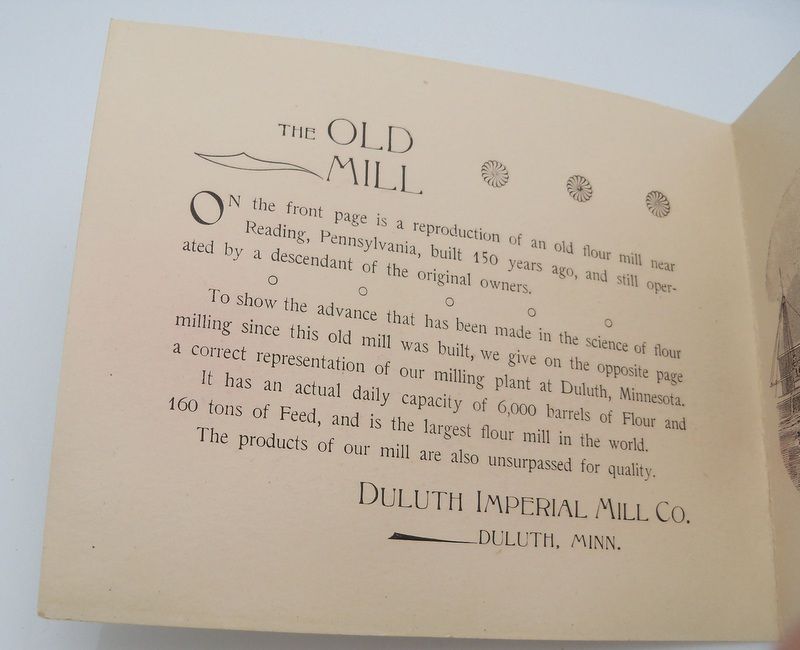 THE OLD
MILL
ON the front page is a reproduction of an old flour mill near
Reading, Pennsylvania, built 150 years ago, and still oper-
ated by a descendant of the original owners.
To show the advance that has been made in the science of flour
milling since this old mill was built, we give on the opposite page
a correct representation of our milling plant at Duluth, Minnesota.
It has an actual daily capacity of 6,000 barrels of Flour and
160 tons of Feed, and is the largest flour mill in the world.
The products of our mill are also unsurpassed for quality.
DULUTH IMPERIAL MILL CO.
DULUTH, MINN.